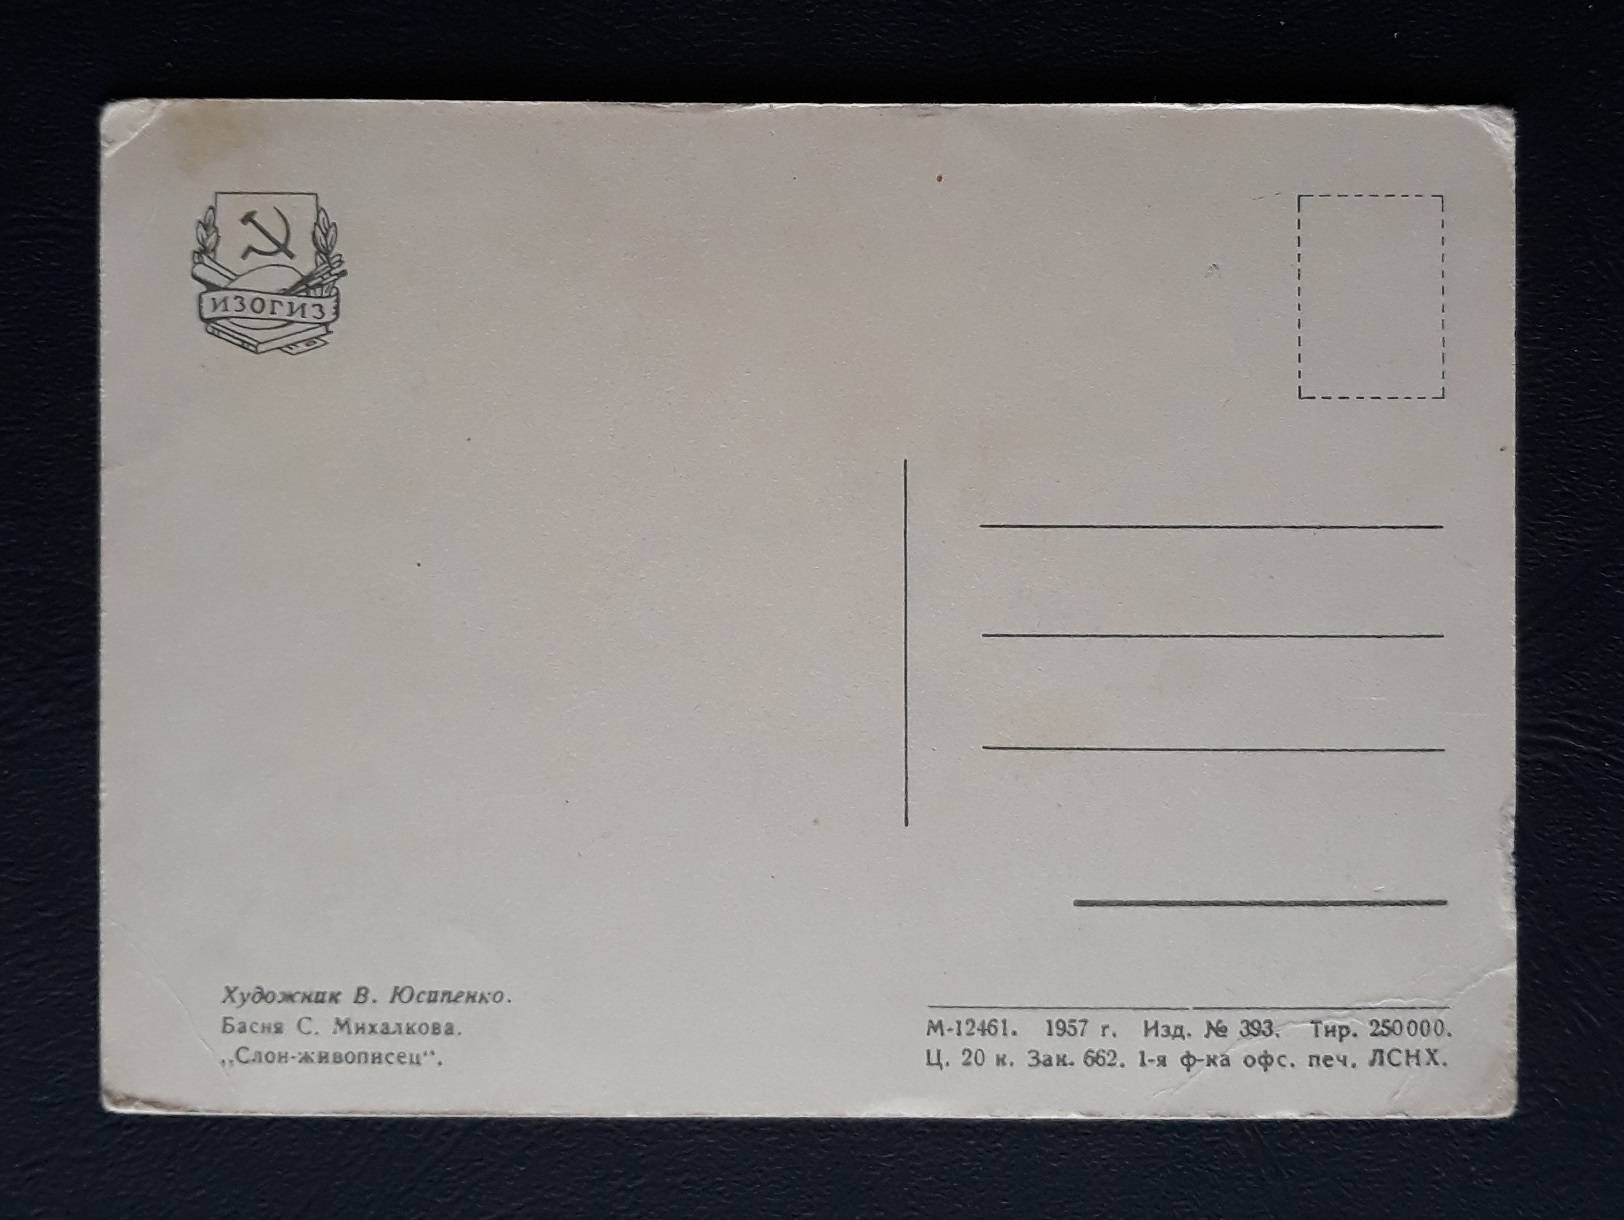 ИЗОГИЗ
Художник В. Юсипенко.
Басня С. Михалкова.
„Слон-живописец“.
М-12461. 1957 г. Изд. № 393. Тир. 250000.
Ц. 20 к. Зак. 662. 1-я ф-ка офс. печ. ЛСНХ.